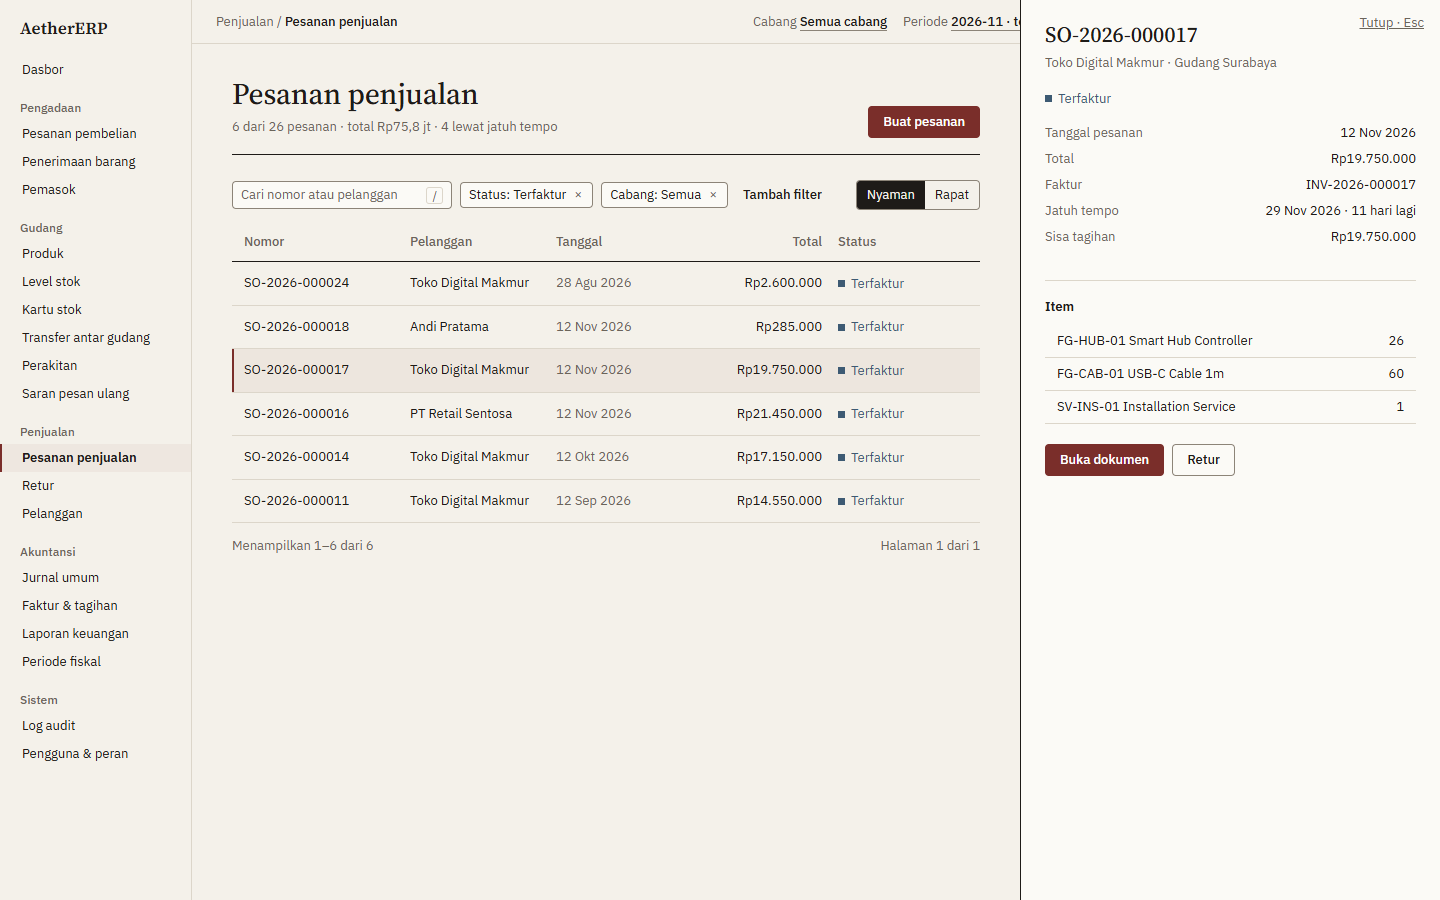 AetherERP
Dasbor
Pengadaan
Pesanan pembelian
Penerimaan barang
Pemasok
Gudang
Produk
Level stok
Kartu stok
Transfer antar gudang
Perakitan
Saran pesan ulang
Penjualan
Pesanan penjualan
Retur
Pelanggan
Akuntansi
Jurnal umum
Faktur & tagihan
Laporan keuangan
Periode fiskal
Sistem
Log audit
Pengguna & peran
Penjualan / Pesanan penjualan
Cabang Semua cabang Periode 2026-11 ·
Pesanan penjualan
6 dari 26 pesanan · total Rp75,8 jt · 4 lewat jatuh tempo
Buat pesanan
Cari nomor atau pelanggan / Status: Terfaktur × Cabang: Semua × Tambah filter Nyaman Rapat
Nomor Pelanggan Tanggal Total Status
SO-2026-000024 Toko Digital Makmur 28 Agu 2026 Rp2.600.000 Terfaktur
SO-2026-000018 Andi Pratama 12 Nov 2026 Rp285.000 Terfaktur
SO-2026-000017 Toko Digital Makmur 12 Nov 2026 Rp19.750.000 Terfaktur
SO-2026-000016 PT Retail Sentosa 12 Nov 2026 Rp21.450.000 Terfaktur
SO-2026-000014 Toko Digital Makmur 12 Okt 2026 Rp17.150.000 Terfaktur
SO-2026-000011 Toko Digital Makmur 12 Sep 2026 Rp14.550.000 Terfaktur
Menampilkan 1–6 dari 6 Halaman 1 dari 1
Tutup · Esc
SO-2026-000017
Toko Digital Makmur · Gudang Surabaya
Terfaktur
Tanggal pesanan 12 Nov 2026
Total Rp19.750.000
Faktur INV-2026-000017
Jatuh tempo 29 Nov 2026 · 11 hari lagi
Sisa tagihan Rp19.750.000
Item
FG-HUB-01 Smart Hub Controller 26
FG-CAB-01 USB-C Cable 1m 60
SV-INS-01 Installation Service 1
Buka dokumen Retur